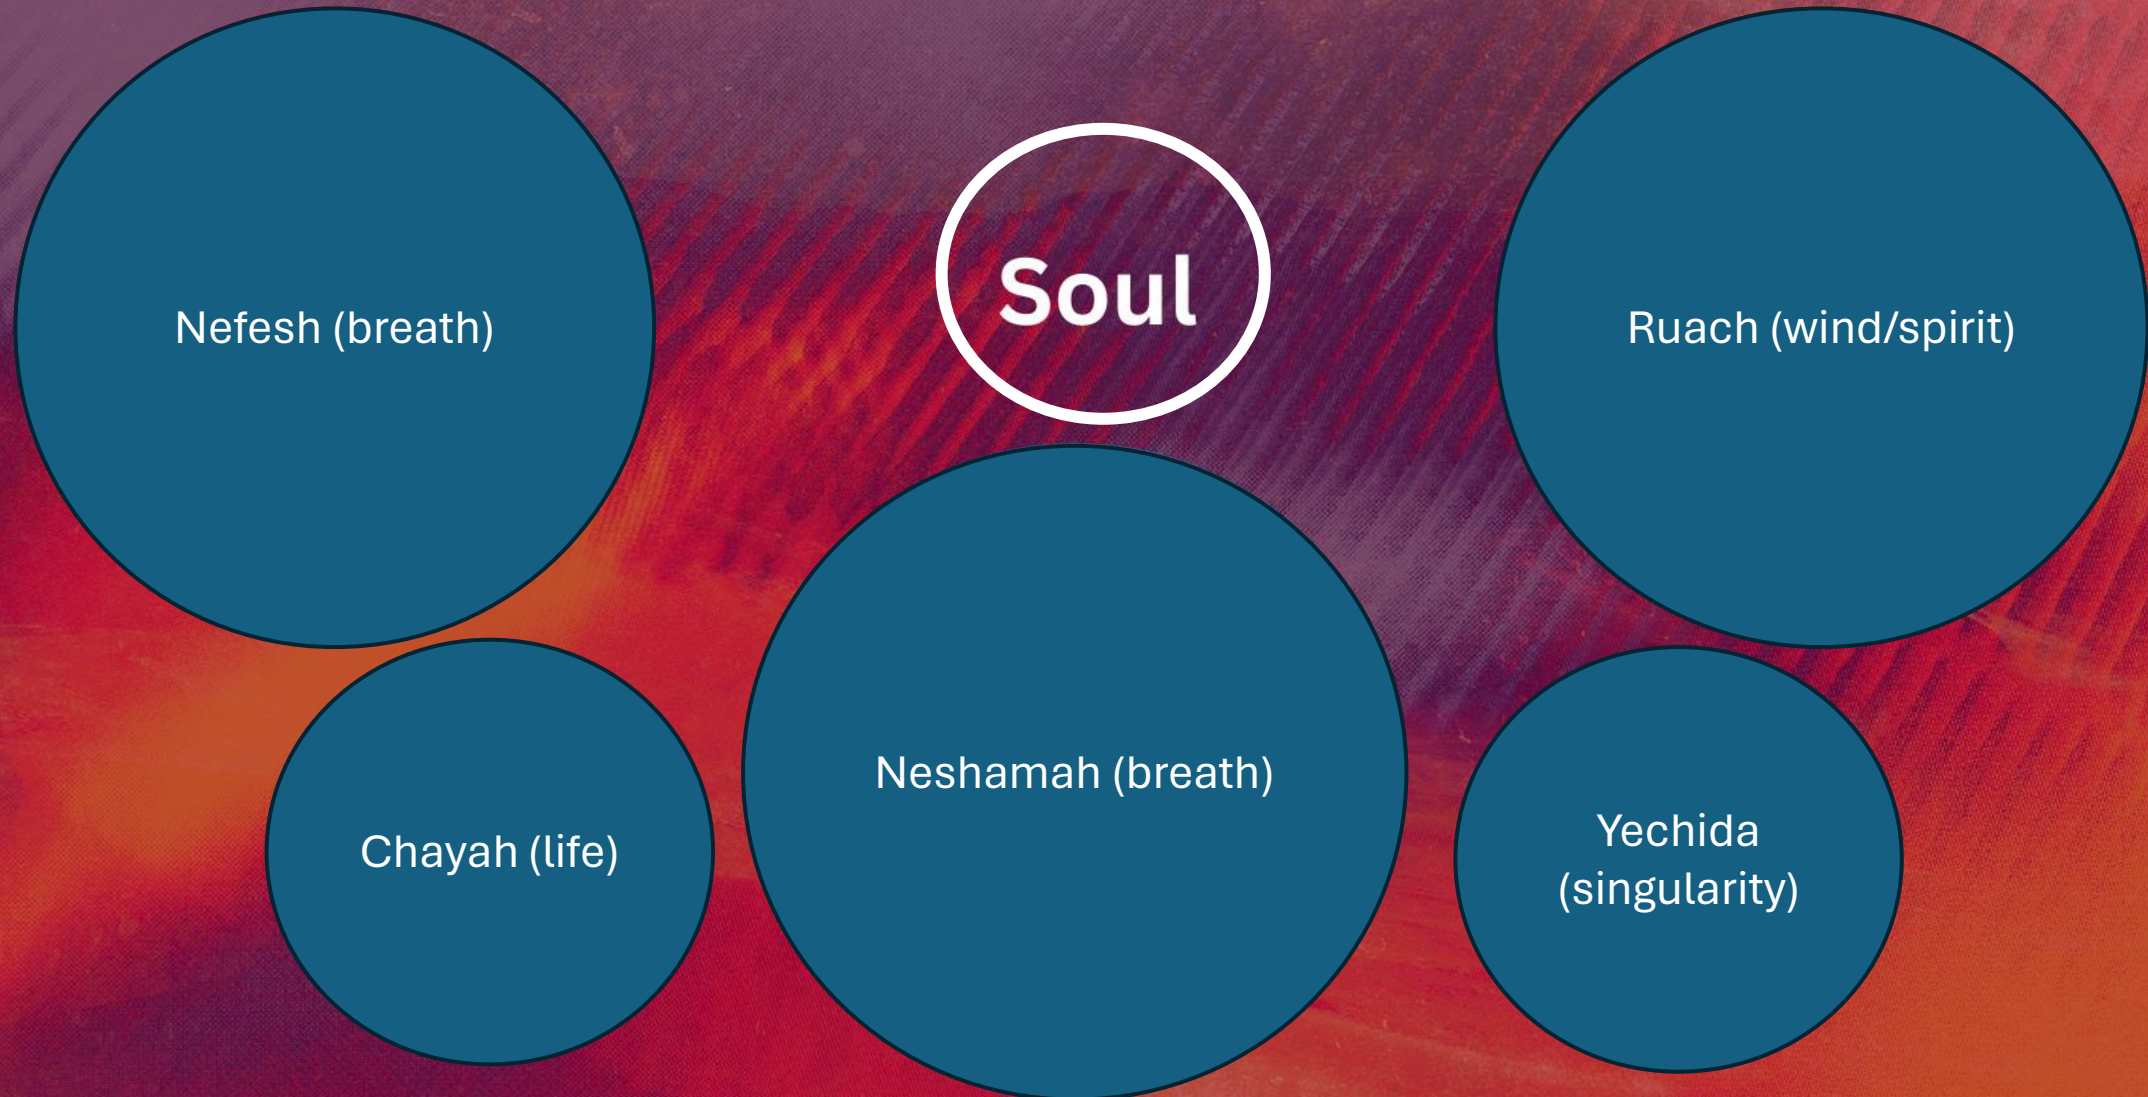 Soul
Nefesh (breath)
Ruach (wind/spirit)
Neshamah (breath)
Chayah (life)
Yechida
(singularity)